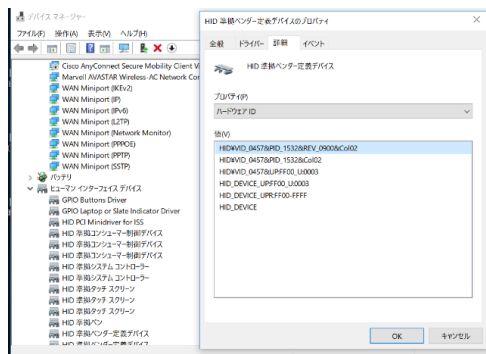 デバイス マネージャー
ファイル(F) 操作(A) 表示(V) ヘルプ(H)
Cisco AnyConnect Secure Mobility Client V
Marvell AVASTAR Wireless-AC Network Con
WAN Miniport (IKEv2)
WAN Miniport (IP)
WAN Miniport (IPv6)
WAN Miniport (L2TP)
WAN Miniport (Network Monitor)
WAN Miniport (PPPOE)
WAN Miniport (PPTP)
WAN Miniport (SSTP)
バッテリ
ヒューマン インターフェイス デバイス
GPIO Buttons Driver
GPIO Laptop or Slate Indicator Driver
HID PCI Minidriver for ISS
HID 準拠コンシューマー制御デバイス
HID 準拠コンシューマー制御デバイス
HID 準拠システム コントローラー
HID 準拠システム コントローラー
HID 準拠タッチ スクリーン
HID 準拠タッチ スクリーン
HID 準拠タッチ スクリーン
HID 準拠ペン
HID 準拠ベンダー定義デバイス
HID 準拠ベンダー定義デバイス
HID 準拠ベンダー定義デバイスのプロパティ
全般 ドライバー 詳細 イベント
HID 準拠ベンダー定義デバイス
プロパティ(P)
ハードウェア ID
値(V)
HID¥VID_0457&PID_1532&REV_0900&Col02
HID¥VID_0457&PID_1532&Col02
HID¥VID_0457&UP:FF00_U:0003
HID_DEVICE_UP:FF00_U:0003
HID_DEVICE_UPR:FF00-FFFF
HID_DEVICE
OK キャンセル